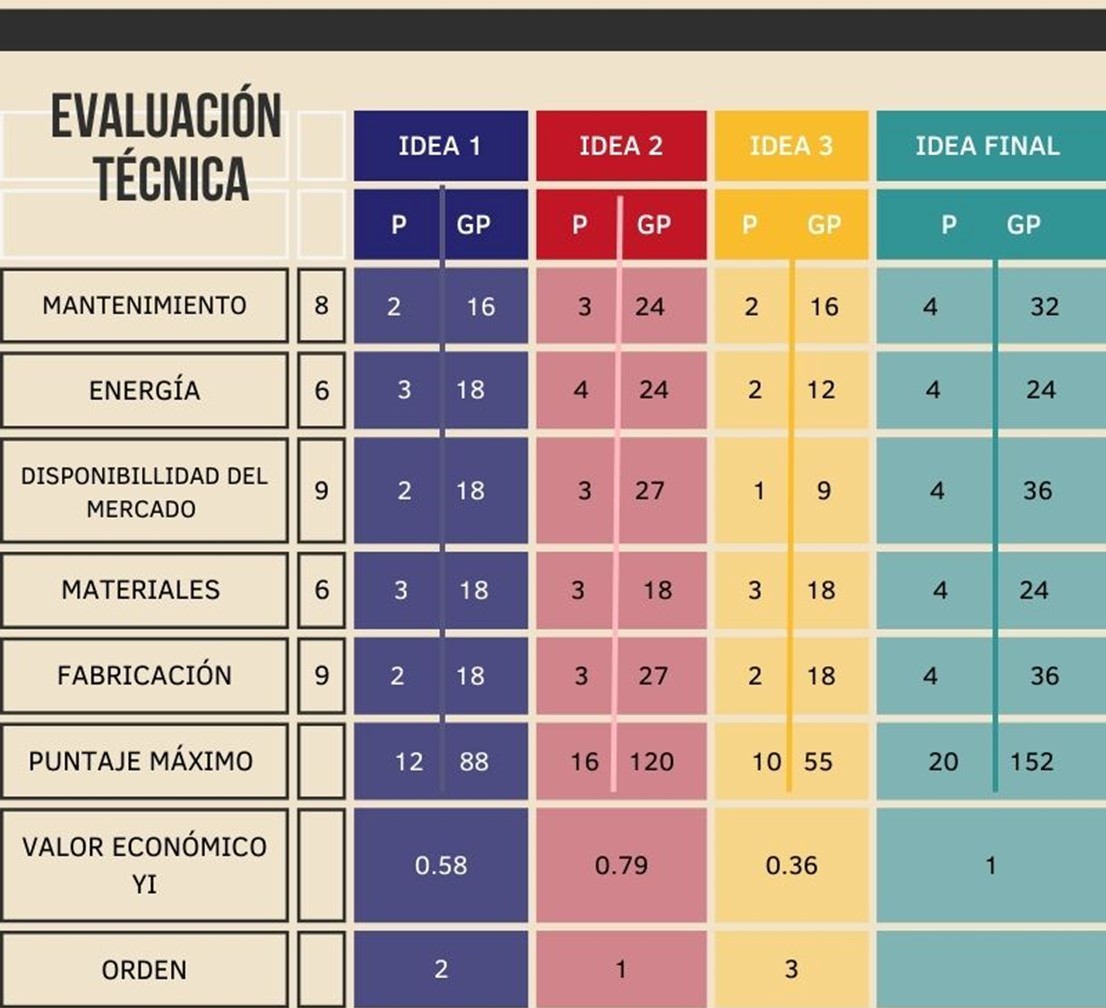 EVALUACIÓN
TÉCNICA
IDEA 1 IDEA 2 IDEA 3 IDEA FINAL
P GP P GP P GP P GP
MANTENIMIENTO 8 2 16 3 24 2 16 4 32
ENERGÍA 6 3 18 4 24 2 12 4 24
DISPONIBILLIDAD DEL
MERCADO 9 2 18 3 27 1 9 4 36
MATERIALES 6 3 18 3 18 3 18 4 24
FABRICACIÓN 9 2 18 3 27 2 18 4 36
PUNTAJE MÁXIMO 12 88 16 120 10 55 20 152
VALOR ECONÓMICO
YI 0.58 0.79 0.36 1
ORDEN 2 1 3